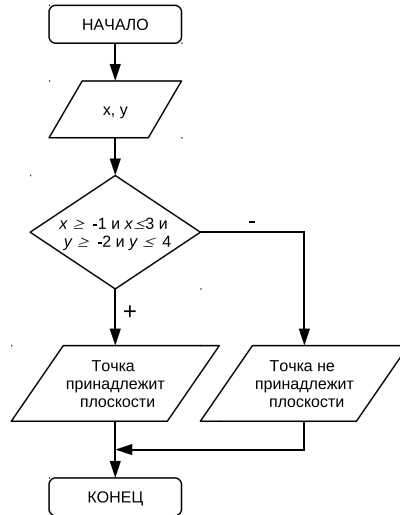 НАЧАЛО
x, y
x ≥ -1 и x≤3 и
y ≥ -2 и y ≤ 4
-
+
Точка
принадлежит
плоскости
Точка не
принадлежит
плоскости
КОНЕЦ